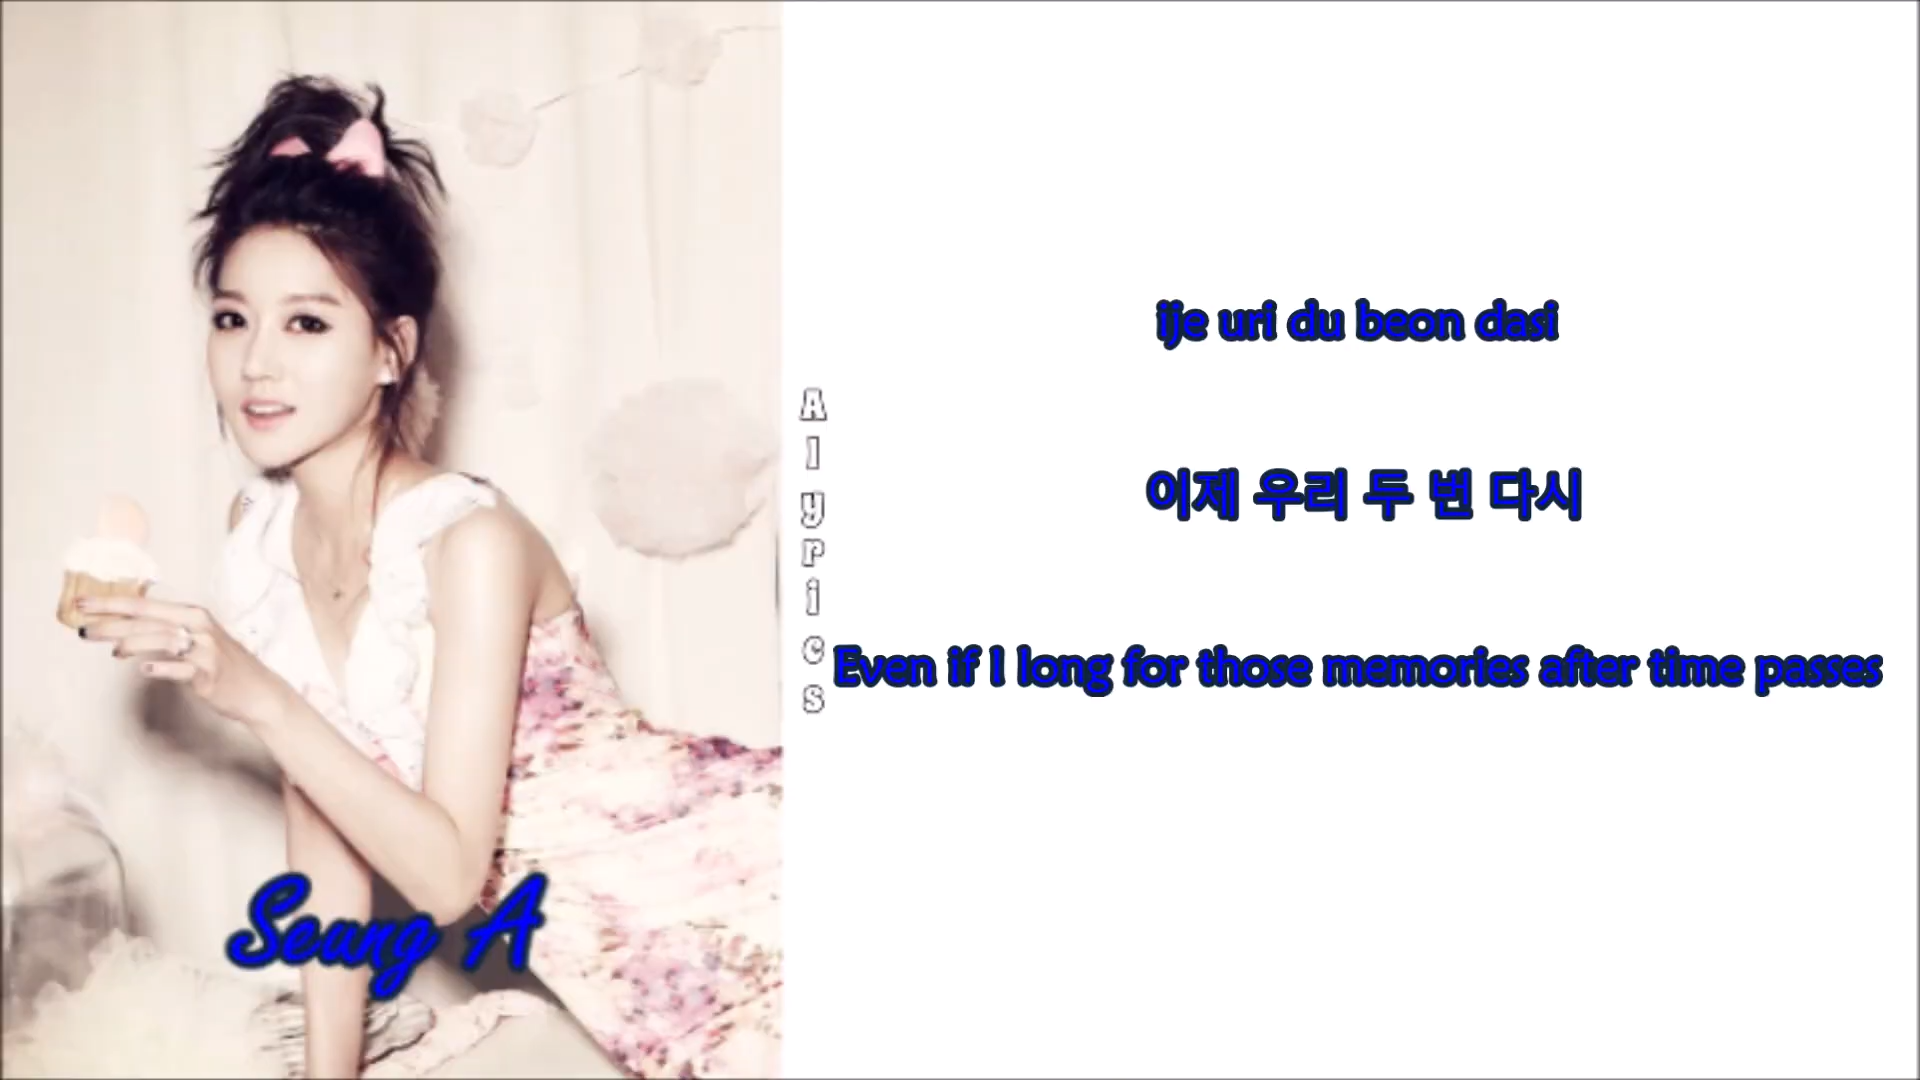 ije uri du beon dasi
이제 우리 두 번 다시
Even if I long for those memories after time passes
Alypics
Seung A